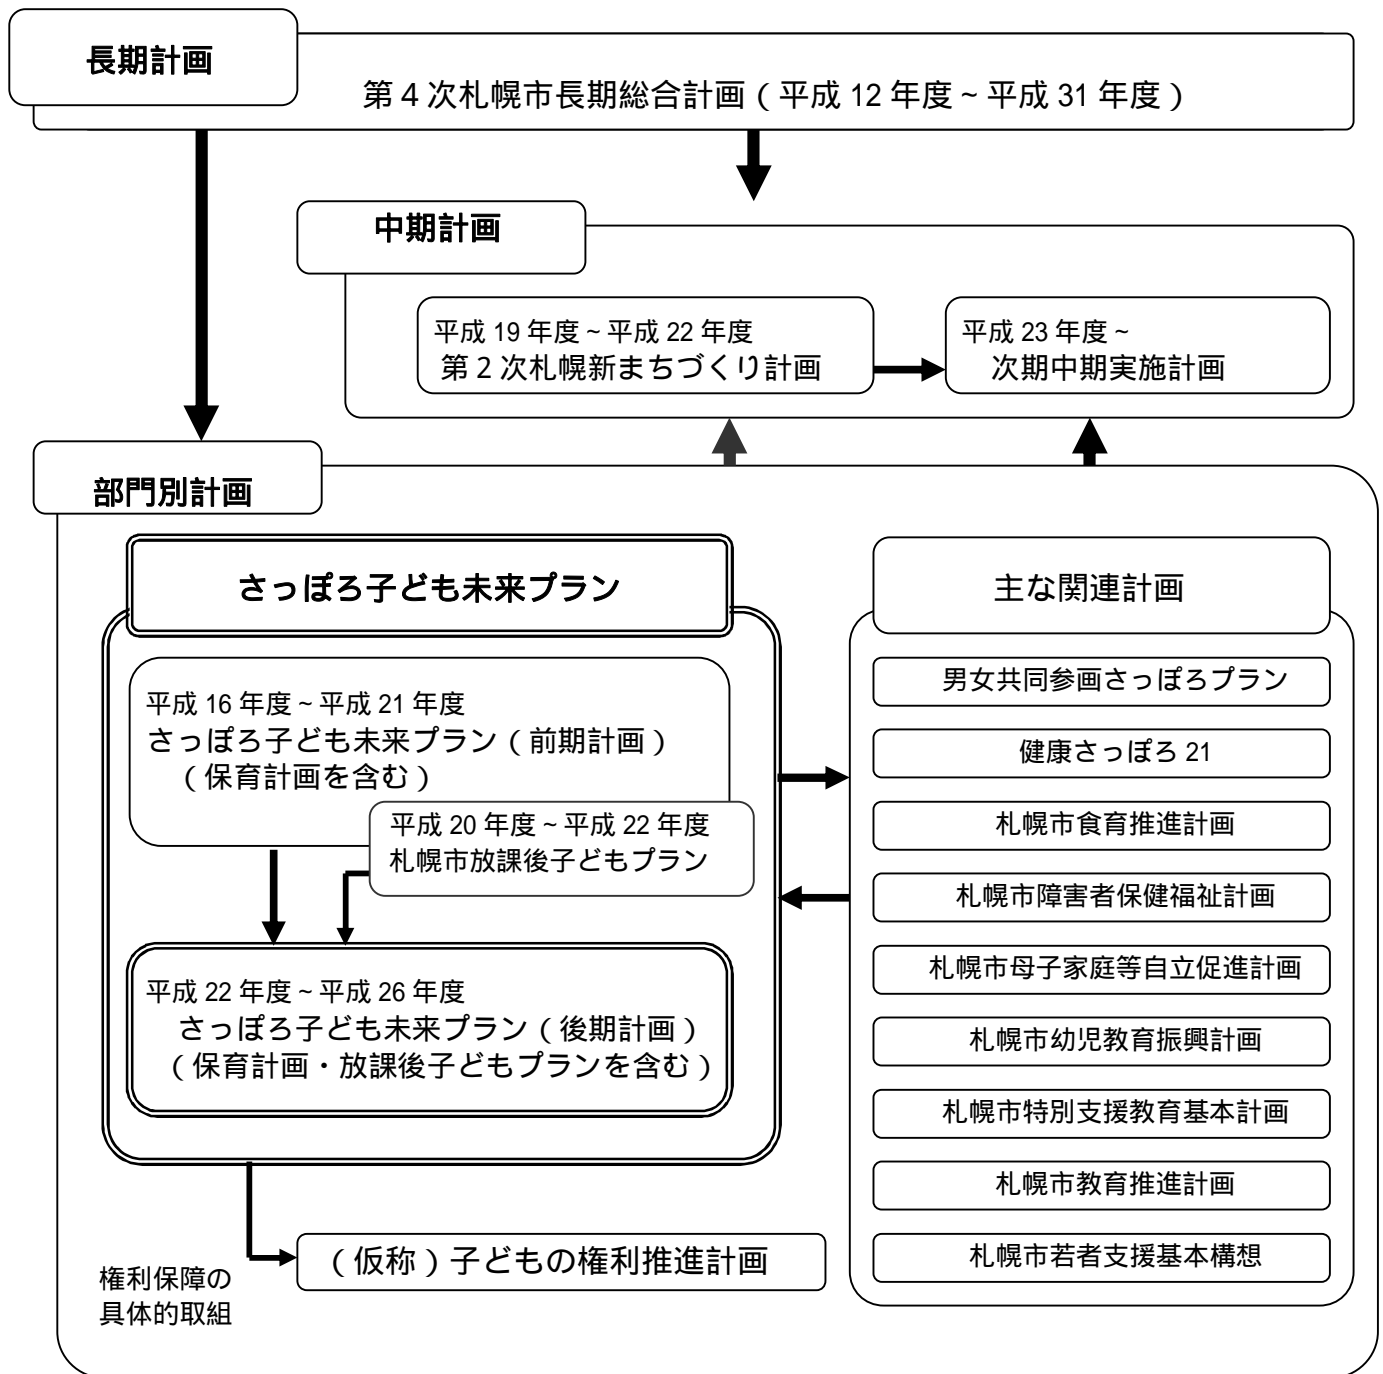 長期計画
第4次札幌市長期総合計画（平成 12 年度～平成 31 年度）
中期計画
平成 19 年度～平成 22 年度
第2次札幌新まちづくり計画
平成 23 年度～
次期中期実施計画
部門別計画
さっぽろ子ども未来プラン
平成 16 年度～平成 21 年度
さっぽろ子ども未来プラン（前期計画）
（保育計画を含む）
平成 20 年度～平成 22 年度
札幌市放課後子どもプラン
平成 22 年度～平成 26 年度
さっぽろ子ども未来プラン（後期計画）
（保育計画・放課後子どもプランを含む）
権利保障の
具体的取組
（仮称）子どもの権利推進計画
主な関連計画
男女共同参画さっぽろプラン
健康さっぽろ 21
札幌市食育推進計画
札幌市障害者保健福祉計画
札幌市母子家庭等自立促進計画
札幌市幼児教育振興計画
札幌市特別支援教育基本計画
札幌市教育推進計画
札幌市若者支援基本構想